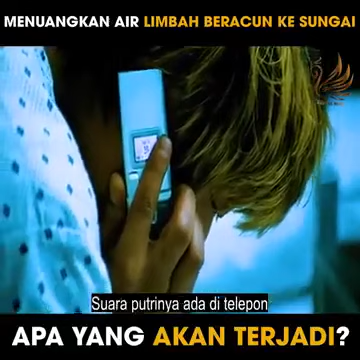 MENUANGKAN AIR LIMBAH BERACUN KE SUNGAI
Suara putrinya ada di telepon
APA YANG AKAN TERJADI?